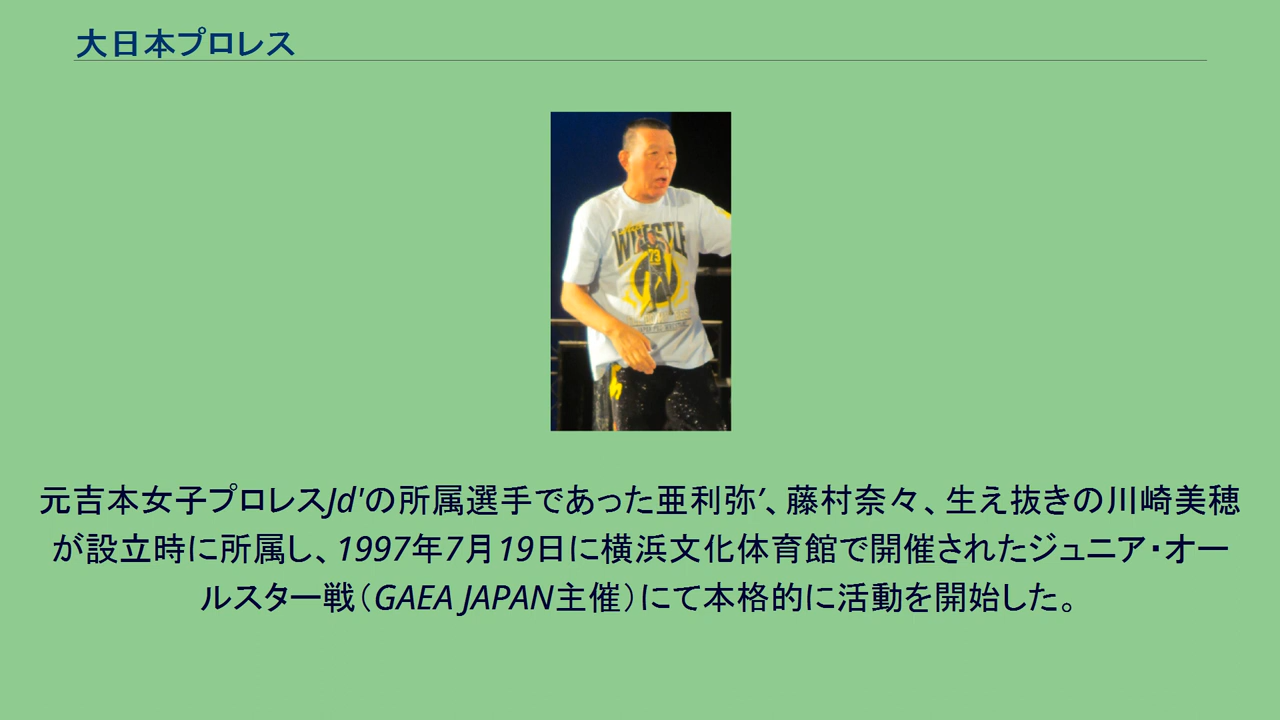 大日本プロレス
WRESTLE
73
元吉本女子プロレスJd'の所属選手であった亜利弥’、藤村奈々、生え抜きの川崎美穂
が設立時に所属し、1997年7月19日に横浜文化体育館で開催されたジュニア・オー
ルスター戦（GAEA JAPAN主催）にて本格的に活動を開始した。